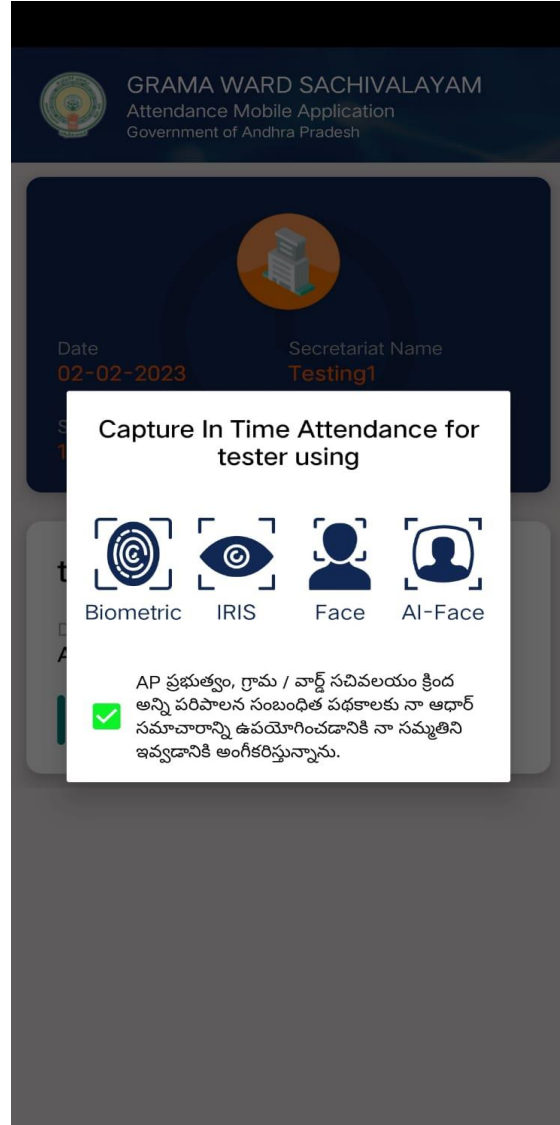 GRAMA WARD SACHIVALAYAM
Attendance Mobile Application
Government of Andhra Pradesh
Date
Secretariat Name
02-02-2023
Testing1
Capture In Time Attendance for
tester using
Biometric
IRIS
Face
AI-Face
AP ప్రభుత్వం, గ్రామ / వార్డ్ సచివలయం క్రింద
అన్ని పరిపాలన సంబంధిత పథకాలకు నా ఆధార్
సమాచారాన్ని ఉపయోగించడానికి నా సమ్మతిని
ఇవ్వడానికి అంగీకరిస్తున్నాను.